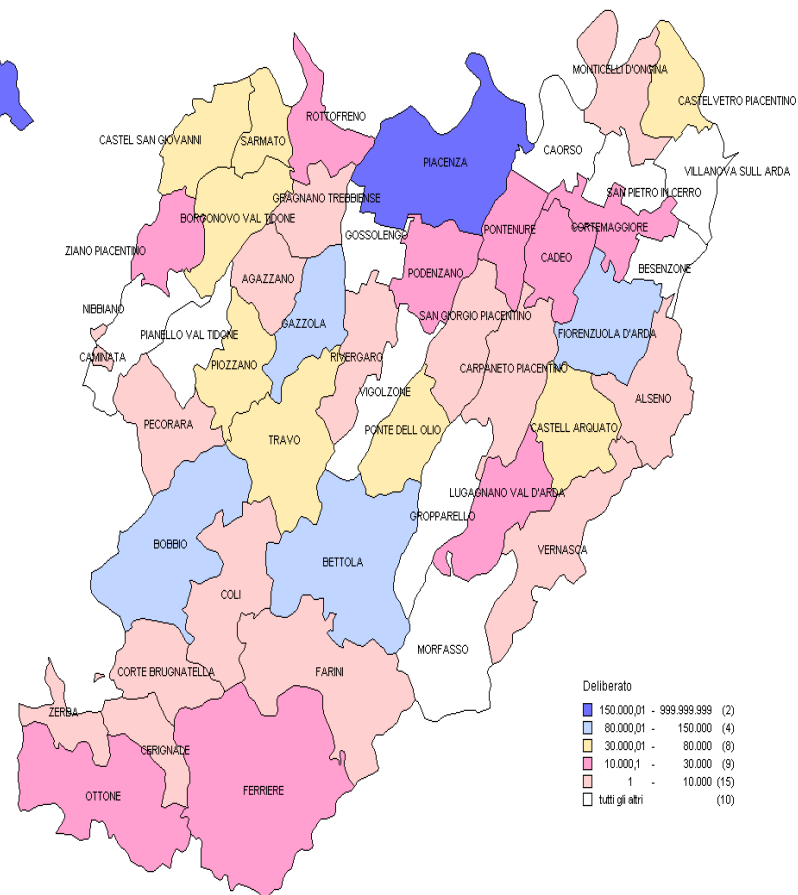 MONTICELLI D'ONGINA
CASTELVETRO PIACENTINO
ROTTOFRENO
CASTEL SAN GIOVANNI
SARMATO
CAORSO
PIACENZA
VILLANOVA SULL ARDA
SAN PIETRO IN CERRO
GRAGNANO TREBBIENSE
BORGONOVO VAL TIDONE
GOSSOLENGO
PONTENURE
CORTEMAGGIORE
ZIANO PIACENTINO
CADEO
PODENZANO
BESENZONE
AGAZZANO
NIBBIANO
SAN GIORGIO PIACENTINO
GAZZOLA
PIANELLO VAL TIDONE
FIORENZUOLA D'ARDA
CAMINATA
RIVERGARO
PIOZZANO
CARPANETO PIACENTINO
VIGOLZONE
ALSENO
PECORARA
PONTE DELL OLIO
CASTELL ARQUATO
TRAVO
LUGAGNANO VAL D'ARDA
GROPPARELLO
BOBBIO
VERNASCA
BETTOLA
COLI
MORFASSO
CORTE BRUGNATELLA
FARINI
ZERBA
CERIGNALE
FERRIERE
OTTONE
Deliberato
150.000,01 - 999.999.999 (2)
80.000,01 - 150.000 (4)
30.000,01 - 80.000 (8)
10.000,1 - 30.000 (9)
1 - 10.000 (15)
tutti gli altri (10)